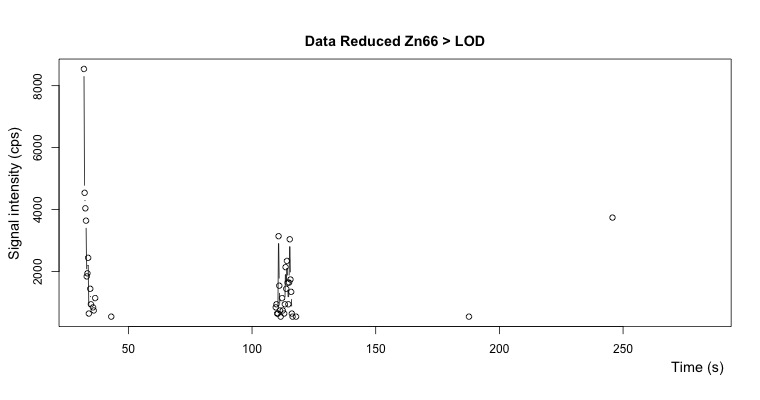 Data Reduced Zn66 > LOD
Signal intensity (cps)
8000
6000
4000
2000
50 100 150 200 250
Time (s)